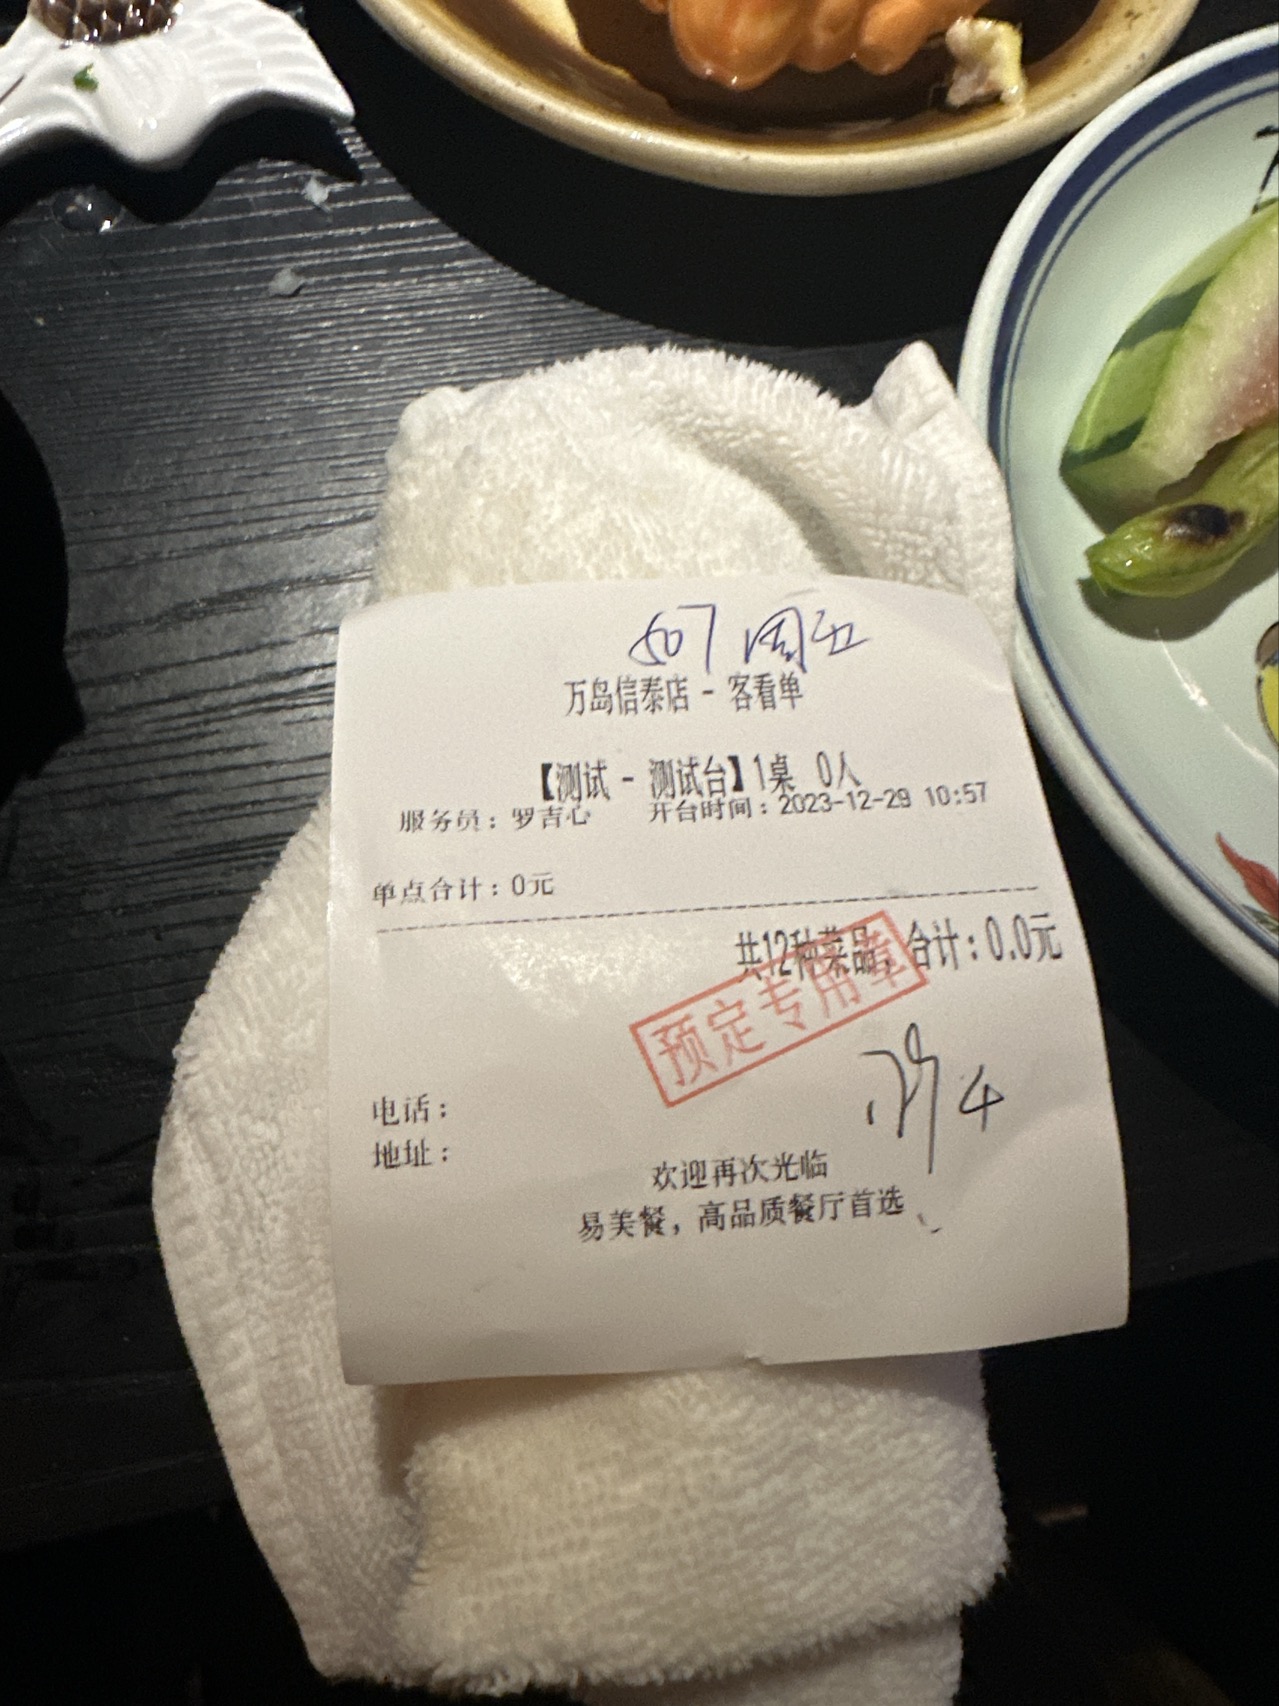 507 周五
万岛信泰店 - 客看单
【测试 - 测试台】1桌 0人
服务员：罗吉心 开台时间：2023-12-29 10:57
单点合计：0元
共12种菜品，合计：0.0元
预定专用章
电话：
地址：
欢迎再次光临
易美餐，高品质餐厅首选